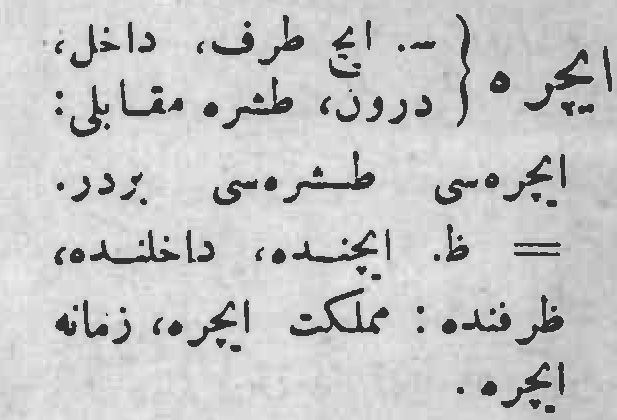 ایچره { س. ایچ طرف، داخل،
درون، طشره مقابلی:
ایچره‌سی طشره‌سی بردر.
= ظ. ایچنده، داخلنده،
ظرفنده: مملکت ایچره، زمانه
ایچره.